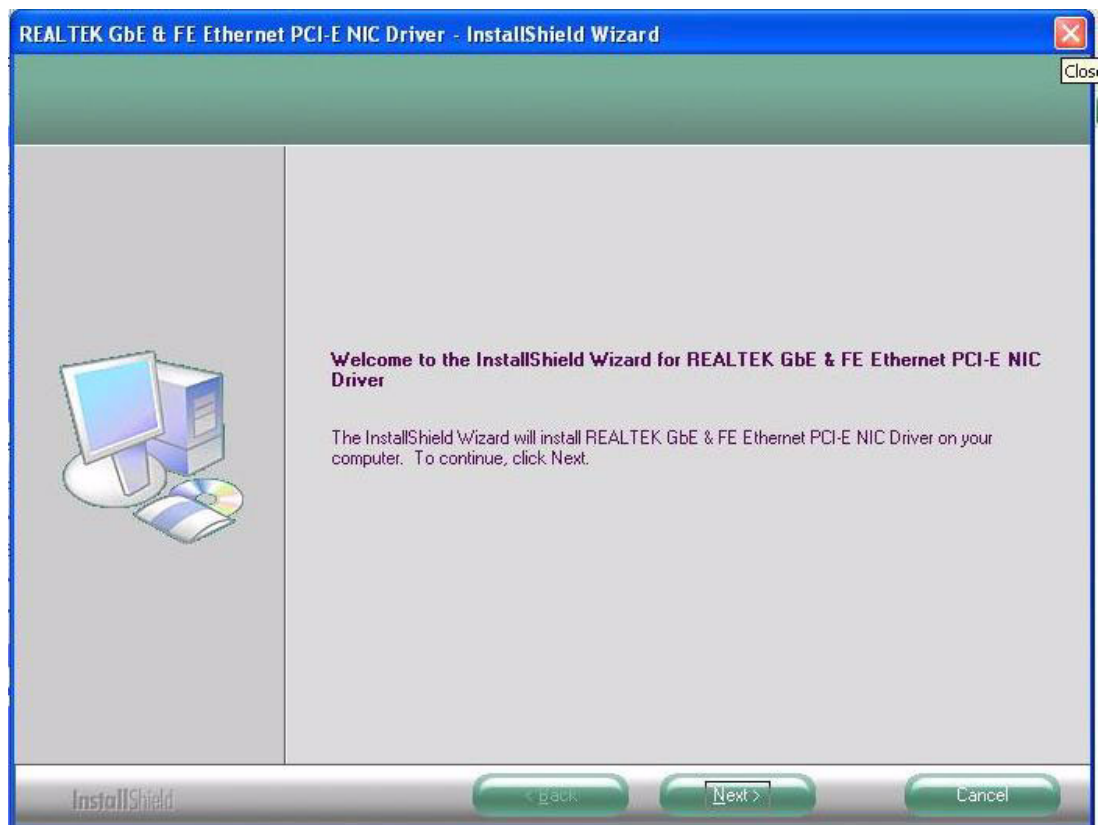 REALTEK GbE & FE Ethernet PCI-E NIC Driver - InstallShield Wizard
Close
Welcome to the InstallShield Wizard for REALTEK GbE & FE Ethernet PCI-E NIC
Driver
The InstallShield Wizard will install REALTEK GbE & FE Ethernet PCI-E NIC Driver on your
computer. To continue, click Next.
InstallShield
< Back
Next >
Cancel